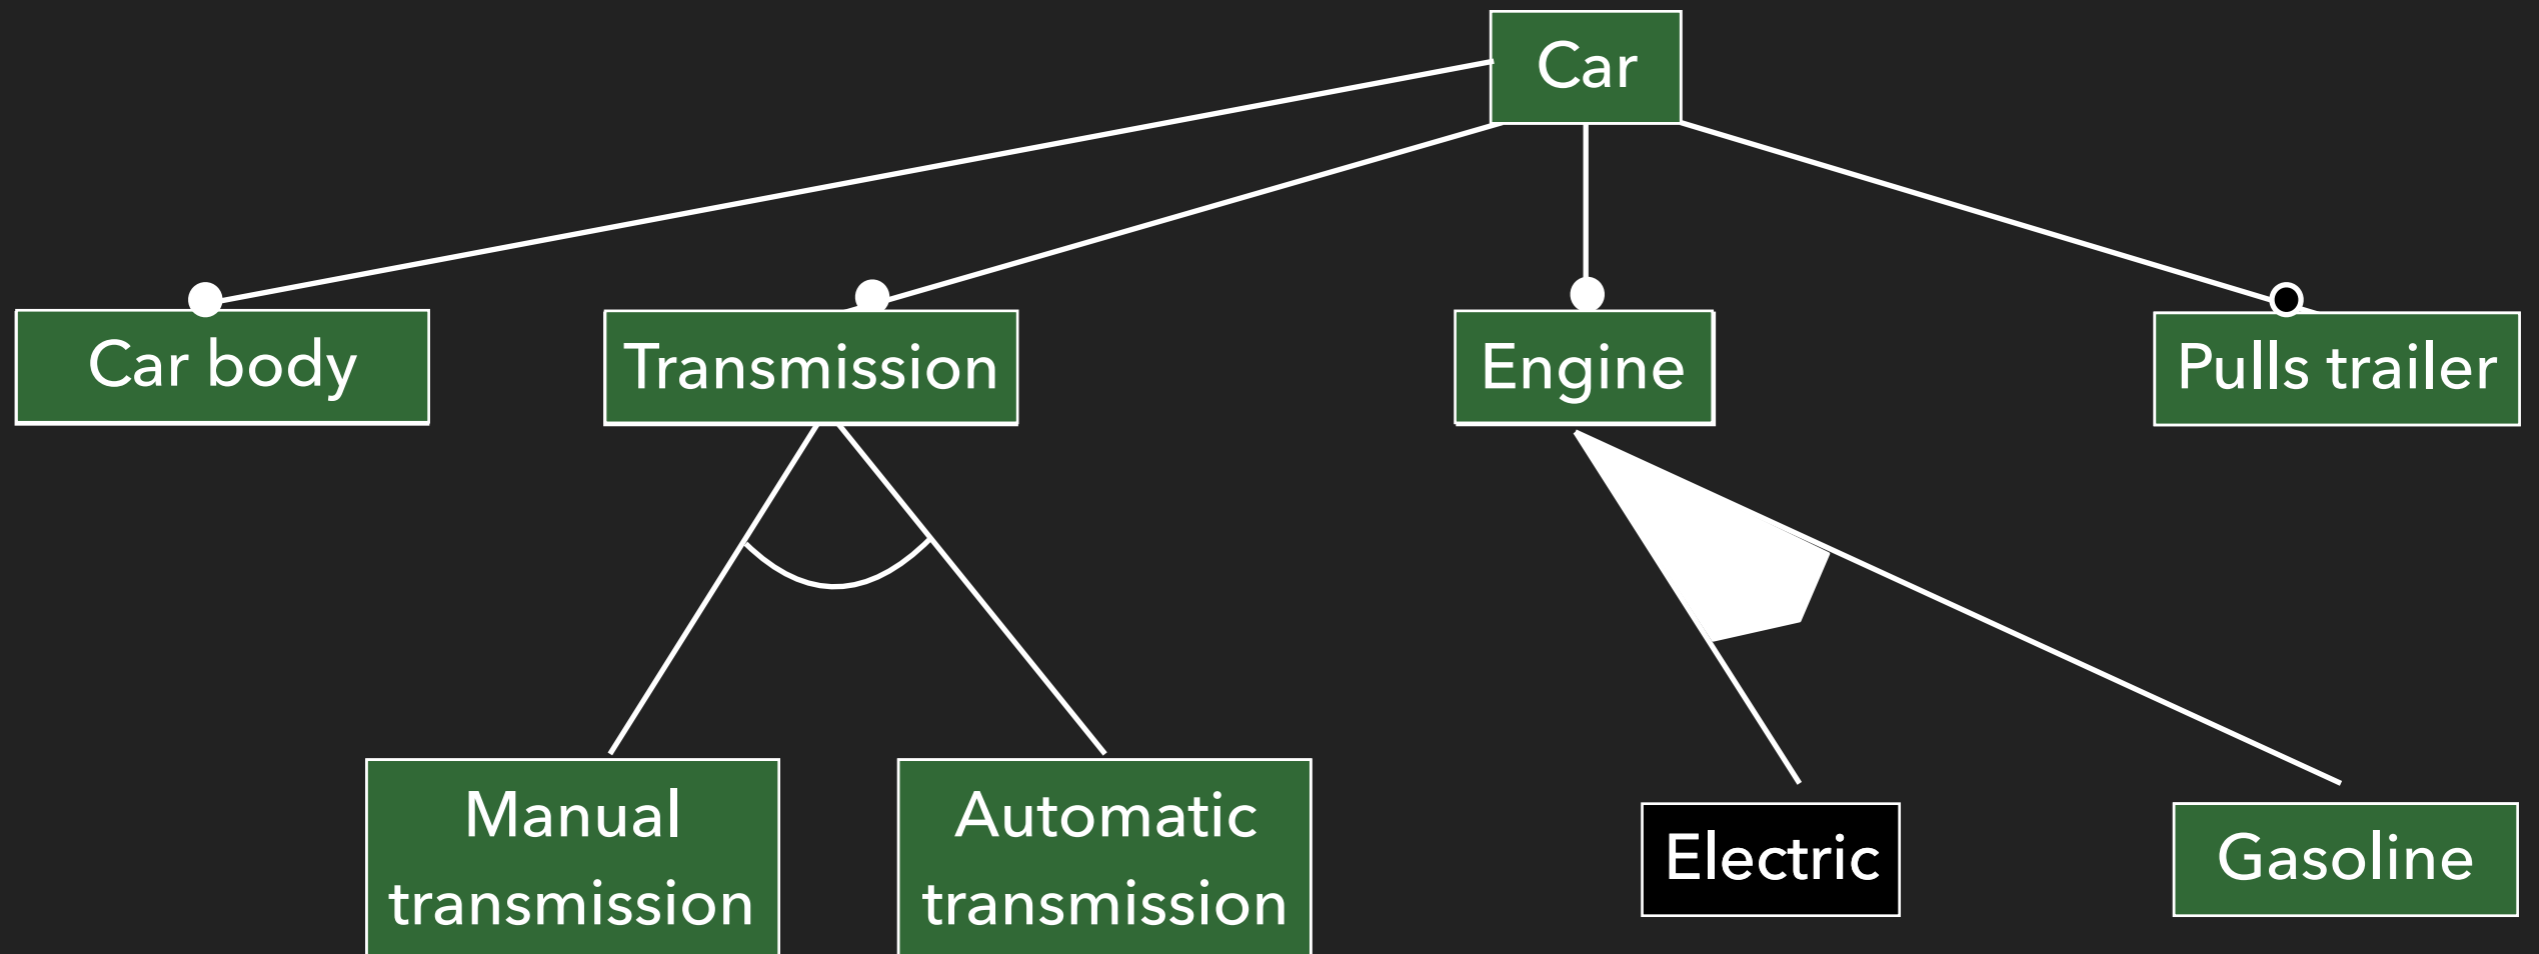 Car
Car body
Transmission
Engine
Pulls trailer
Manual
transmission
Automatic
transmission
Electric
Gasoline